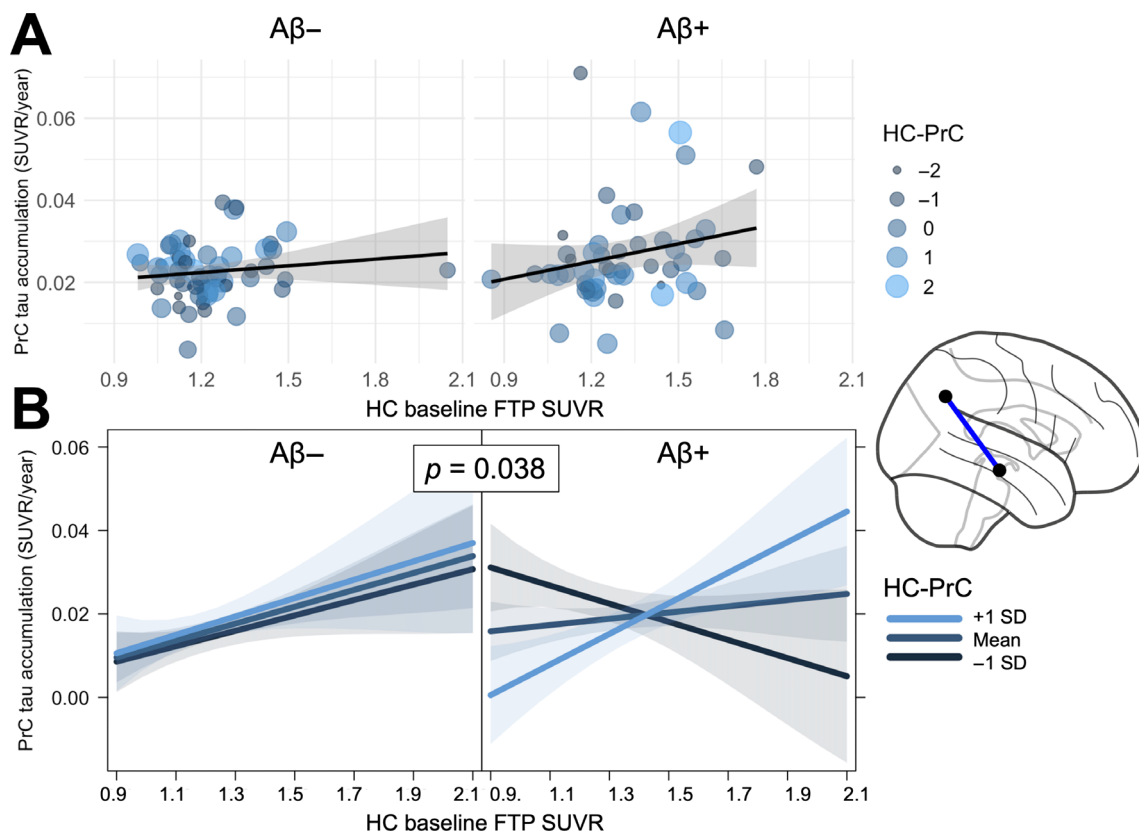 A
Aβ–
Aβ+
PrC tau accumulation (SUVR/year)
0.06
0.04
0.02
0.9 1.2 1.5 1.8 2.1
0.9 1.2 1.5 1.8 2.1
HC baseline FTP SUVR
HC-PrC
–2
–1
0
1
2
B
Aβ–
p = 0.038
Aβ+
PrC tau accumulation (SUVR/year)
0.06
0.04
0.02
0.00
0.9 1.1 1.3 1.5 1.7 1.9 2.1
0.9. 1.1 1.3 1.5 1.7 1.9 2.1
HC baseline FTP SUVR
HC-PrC
+1 SD
Mean
–1 SD